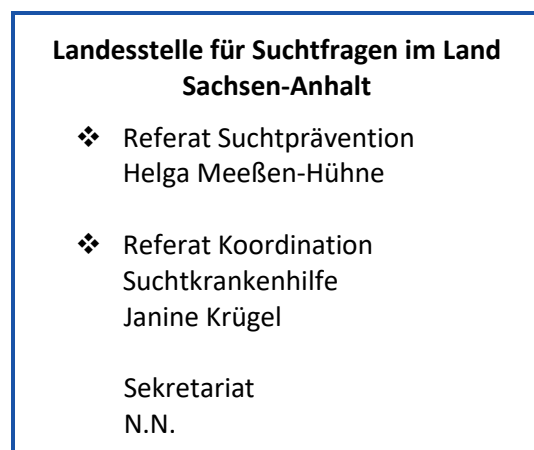 Landesstelle für Suchtfragen im Land
Sachsen-Anhalt
❖ Referat Suchtprävention
Helga Meeßen-Hühne
❖ Referat Koordination
Suchtkrankenhilfe
Janine Krügel
Sekretariat
N.N.